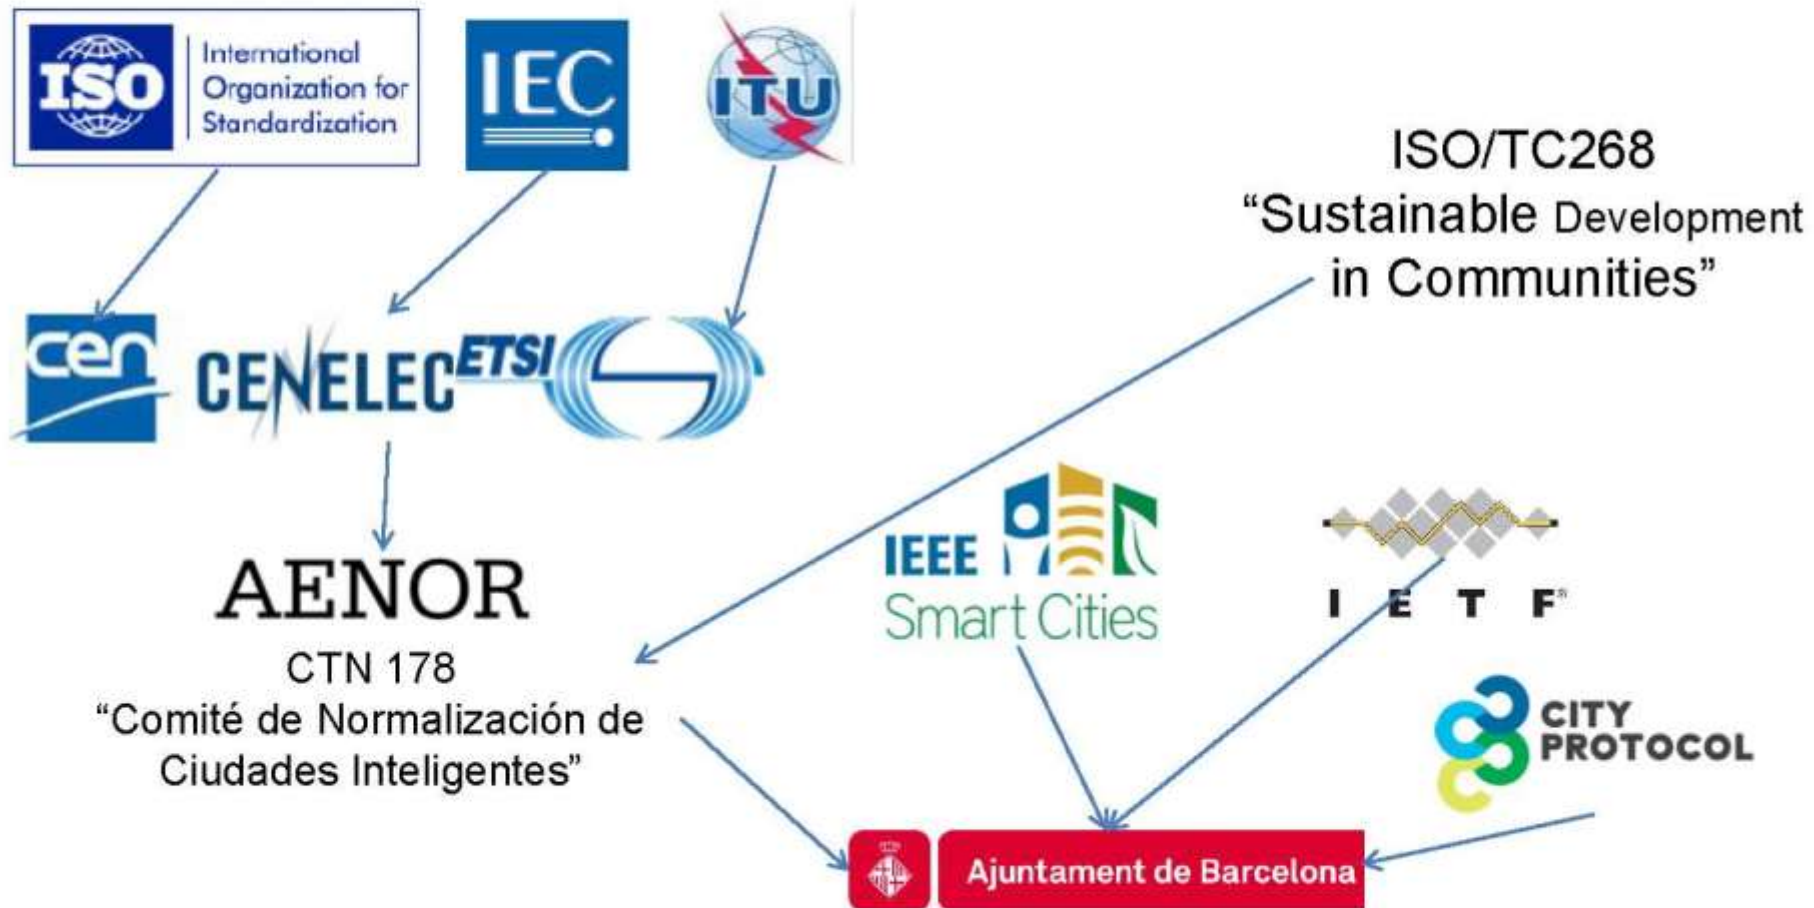 ISO
International
Organization for
Standardization
IEC
ITU
ISO/TC268
“Sustainable Development
in Communities”
cen
CENELEC
ETSI
AENOR
CTN 178
“Comité de Normalización de
Ciudades Inteligentes”
IEEE
Smart Cities
I E T F®
CITY
PROTOCOL
Ajuntament de Barcelona